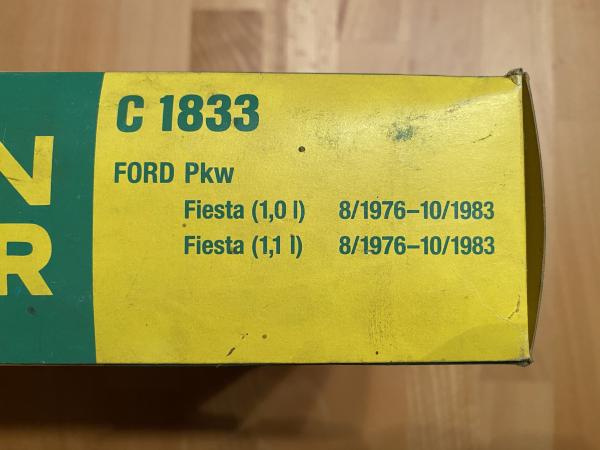 N
R
C 1833
FORD Pkw
Fiesta (1,0 l) 8/1976–10/1983
Fiesta (1,1 l) 8/1976–10/1983